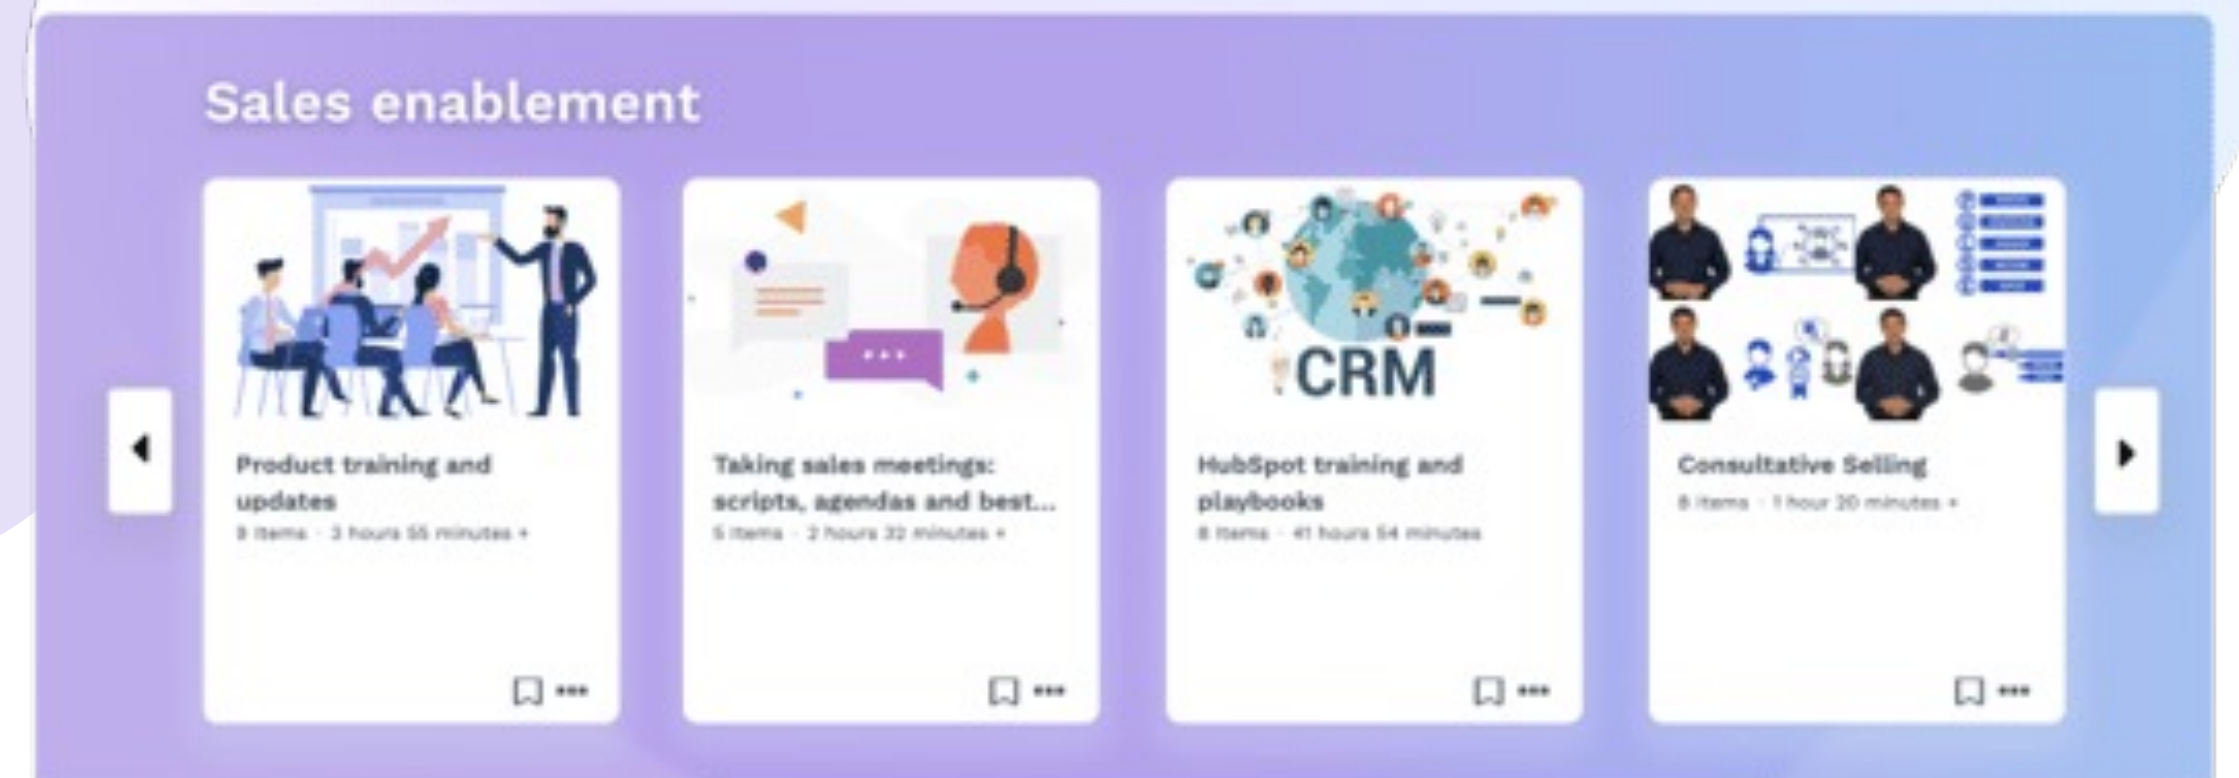 Sales enablement
CRM
Product training and
updates
9 items · 3 hours 55 minutes +
Taking sales meetings:
scripts, agendas and best...
5 items · 2 hours 32 minutes +
HubSpot training and
playbooks
8 items · 41 hours 54 minutes
Consultative Selling
8 items · 1 hour 20 minutes +